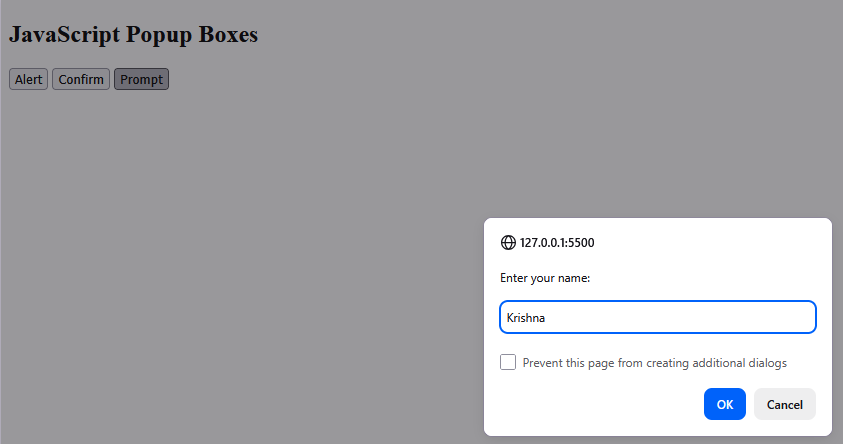 JavaScript Popup Boxes
Alert Confirm Prompt
127.0.0.1:5500
Enter your name:
Krishna
Prevent this page from creating additional dialogs
OK Cancel